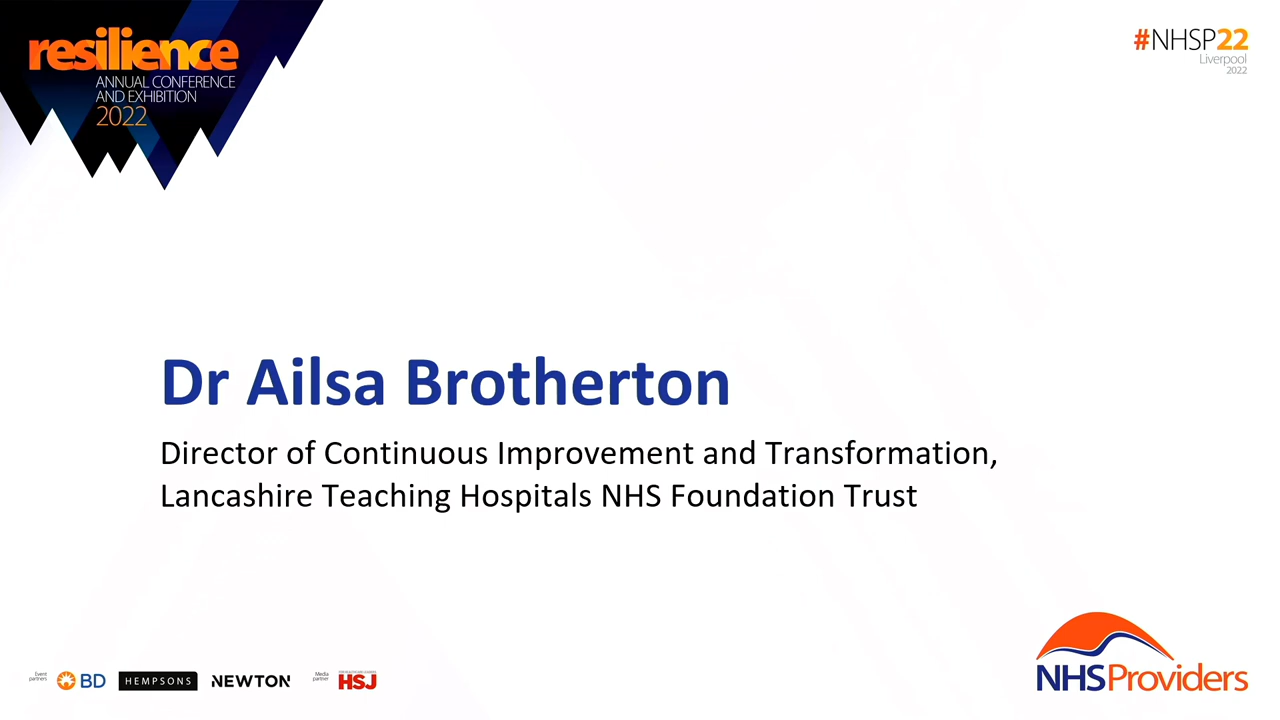 resilience
ANNUAL CONFERENCE
AND EXHIBITION
2022
#NHSP22
Liverpool
2022
Dr Ailsa Brotherton
Director of Continuous Improvement and Transformation,
Lancashire Teaching Hospitals NHS Foundation Trust
Event
partners
BD
HEMPSONS
NEWTON
Media
partner
HSJ
NHSProviders